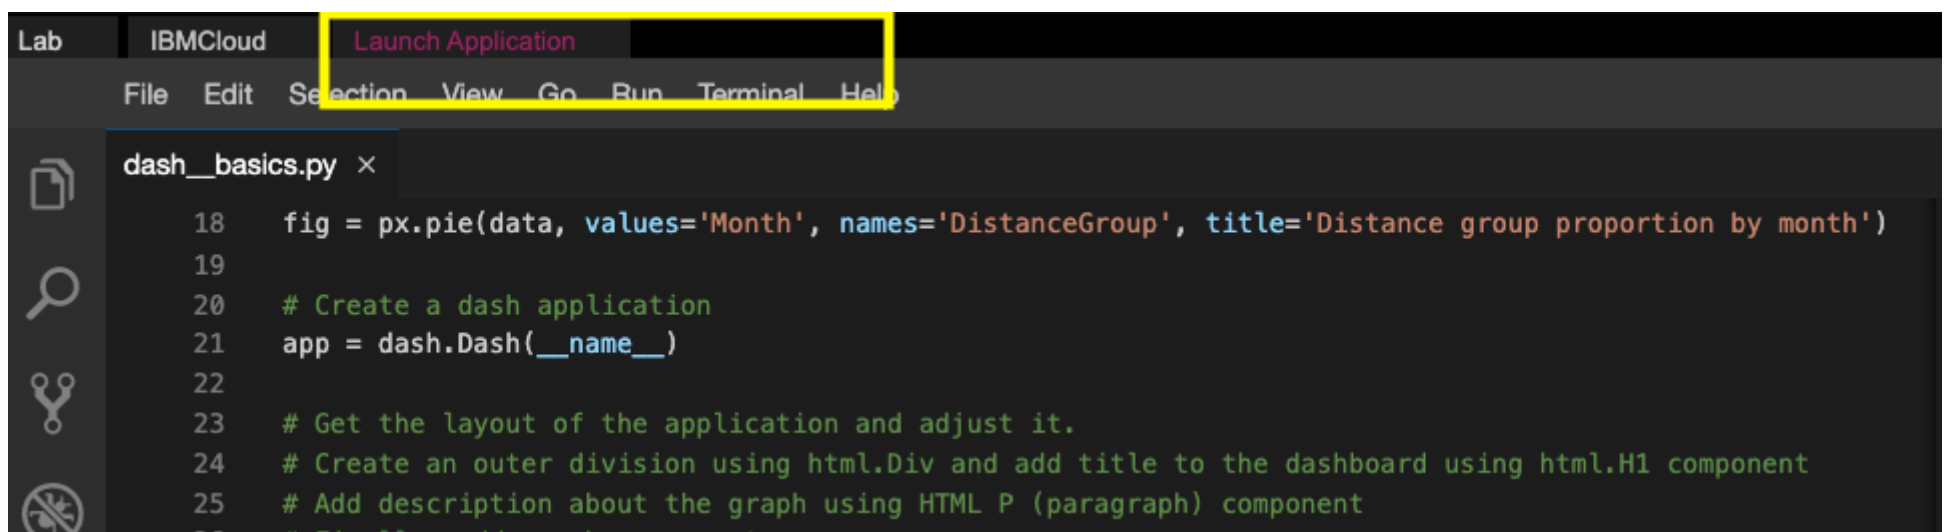 Lab IBMCloud Launch Application
File Edit Selection View Go Run Terminal Help
dash__basics.py ×
18 fig = px.pie(data, values='Month', names='DistanceGroup', title='Distance group proportion by month')
19
20 # Create a dash application
21 app = dash.Dash(__name__)
22
23 # Get the layout of the application and adjust it.
24 # Create an outer division using html.Div and add title to the dashboard using html.H1 component
25 # Add description about the graph using HTML P (paragraph) component